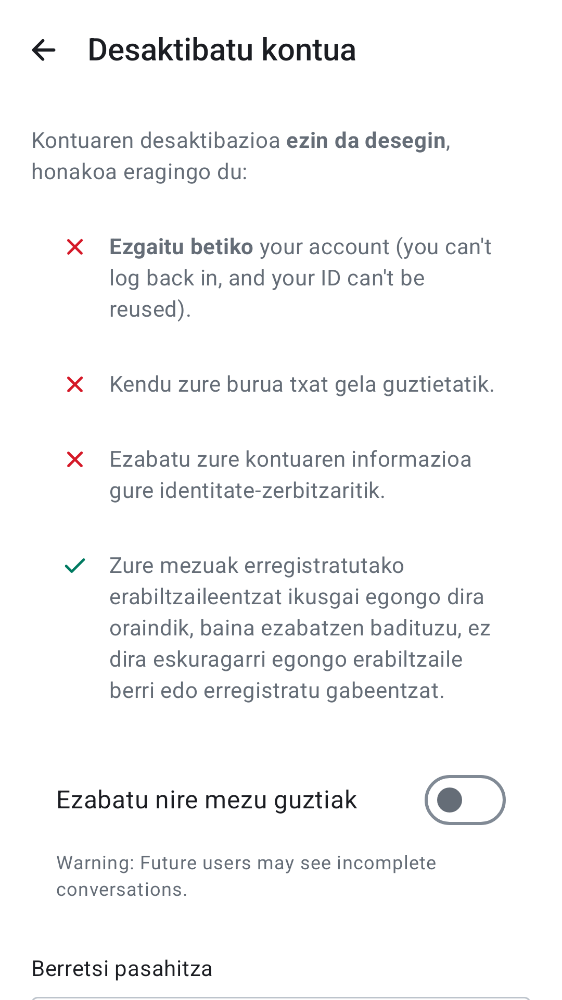 Desaktibatu kontua
Kontuaren desaktibazioa ezin da desegin,
honakoa eragingo du:
Ezgaitu betiko your account (you can't
log back in, and your ID can't be
reused).
Kendu zure burua txat gela guztietatik.
Ezabatu zure kontuaren informazioa
gure identitate-zerbitzaritik.
Zure mezuak erregistratutako
erabiltzaileentzat ikusgai egongo dira
oraindik, baina ezabatzen badituzu, ez
dira eskuragarri egongo erabiltzaile
berri edo erregistratu gabeentzat.
Ezabatu nire mezu guztiak
Warning: Future users may see incomplete
conversations.
Berretsi pasahitza